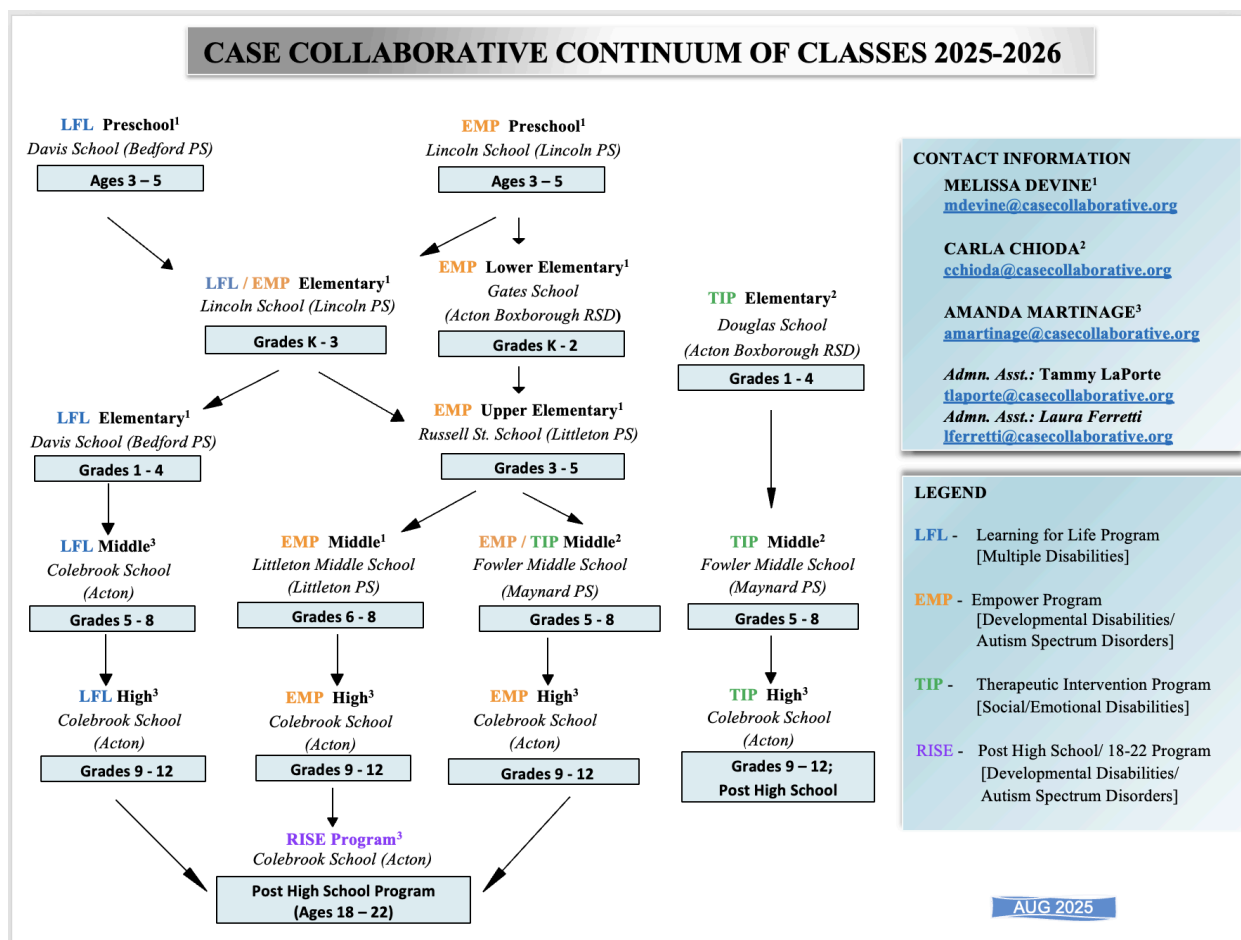 CASE COLLABORATIVE CONTINUUM OF CLASSES 2025-2026
LFL Preschool¹
Davis School (Bedford PS)
Ages 3 – 5
EMP Preschool¹
Lincoln School (Lincoln PS)
Ages 3 – 5
LFL / EMP Elementary¹
Lincoln School (Lincoln PS)
Grades K - 3
EMP Lower Elementary¹
Gates School
(Acton Boxborough RSD)
Grades K - 2
TIP Elementary²
Douglas School
(Acton Boxborough RSD)
Grades 1 - 4
LFL Elementary¹
Davis School (Bedford PS)
Grades 1 - 4
EMP Upper Elementary¹
Russell St. School (Littleton PS)
Grades 3 - 5
LFL Middle³
Colebrook School
(Acton)
Grades 5 - 8
EMP Middle¹
Littleton Middle School
(Littleton PS)
Grades 6 - 8
EMP / TIP Middle²
Fowler Middle School
(Maynard PS)
Grades 5 - 8
TIP Middle²
Fowler Middle School
(Maynard PS)
Grades 5 - 8
LFL High³
Colebrook School
(Acton)
Grades 9 - 12
EMP High³
Colebrook School
(Acton)
Grades 9 - 12
EMP High³
Colebrook School
(Acton)
Grades 9 - 12
TIP High³
Colebrook School
(Acton)
Grades 9 – 12;
Post High School
RISE Program³
Colebrook School (Acton)
Post High School Program
(Ages 18 – 22)
CONTACT INFORMATION
MELISSA DEVINE¹
mdevine@casecollaborative.org
CARLA CHIODA²
cchioda@casecollaborative.org
AMANDA MARTINAGE³
amartinage@casecollaborative.org
Admn. Asst.: Tammy LaPorte
tlaporte@casecollaborative.org
Admn. Asst.: Laura Ferretti
lferretti@casecollaborative.org
LEGEND
LFL - Learning for Life Program
[Multiple Disabilities]
EMP - Empower Program
[Developmental Disabilities/
Autism Spectrum Disorders]
TIP - Therapeutic Intervention Program
[Social/Emotional Disabilities]
RISE - Post High School/ 18-22 Program
[Developmental Disabilities/
Autism Spectrum Disorders]
AUG 2025